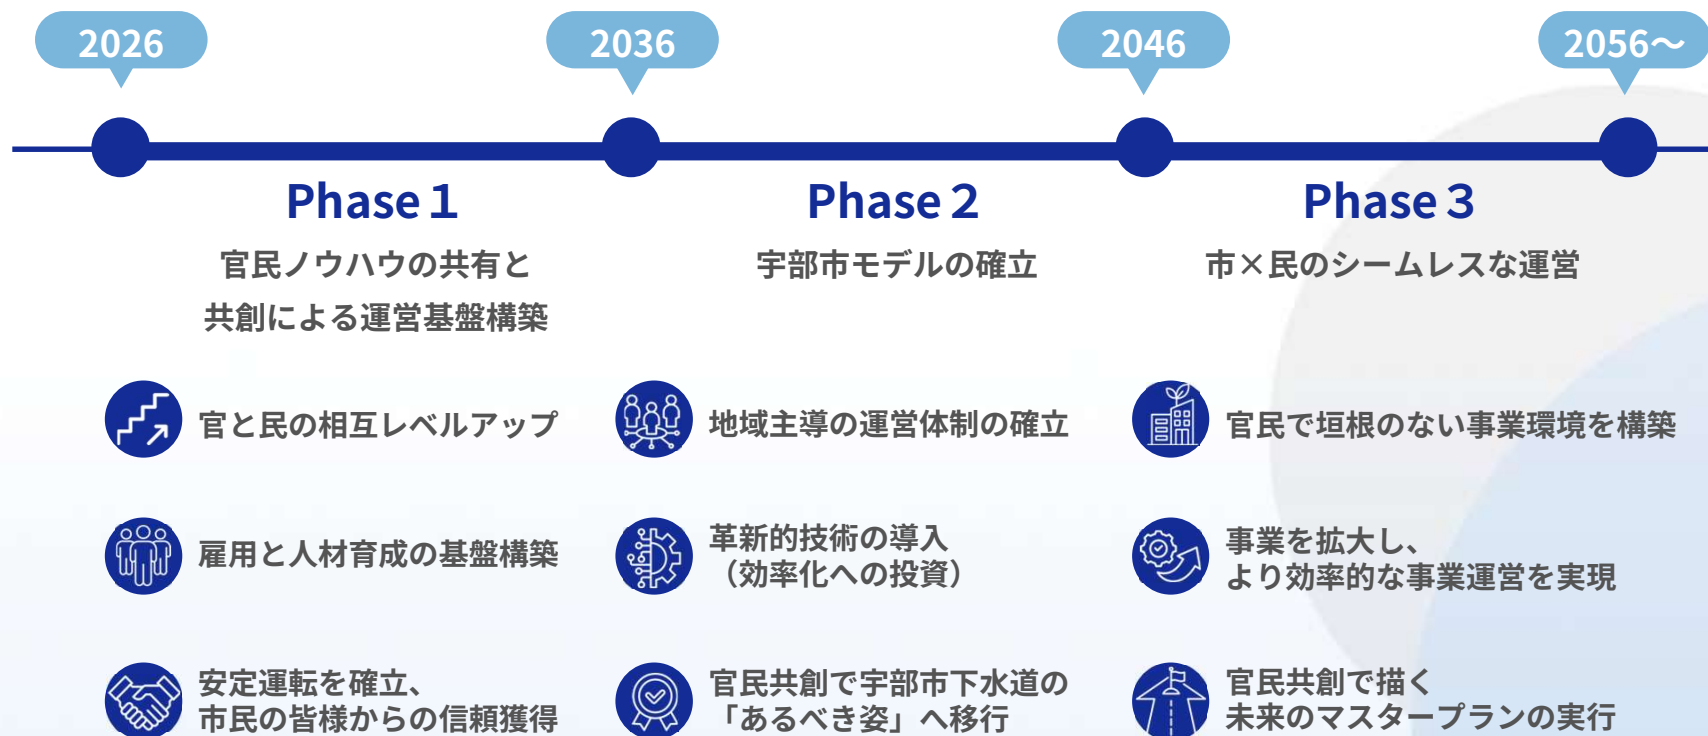 2026
2036
2046
2056～
Phase１
官民ノウハウの共有と
共創による運営基盤構築
官と民の相互レベルアップ
雇用と人材育成の基盤構築
安定運転を確立、
市民の皆様からの信頼獲得
Phase２
宇部市モデルの確立
地域主導の運営体制の確立
革新的技術の導入
（効率化への投資）
官民共創で宇部市下水道の
「あるべき姿」へ移行
Phase３
市×民のシームレスな運営
官民で垣根のない事業環境を構築
事業を拡大し、
より効率的な事業運営を実現
官民共創で描く
未来のマスタープランの実行